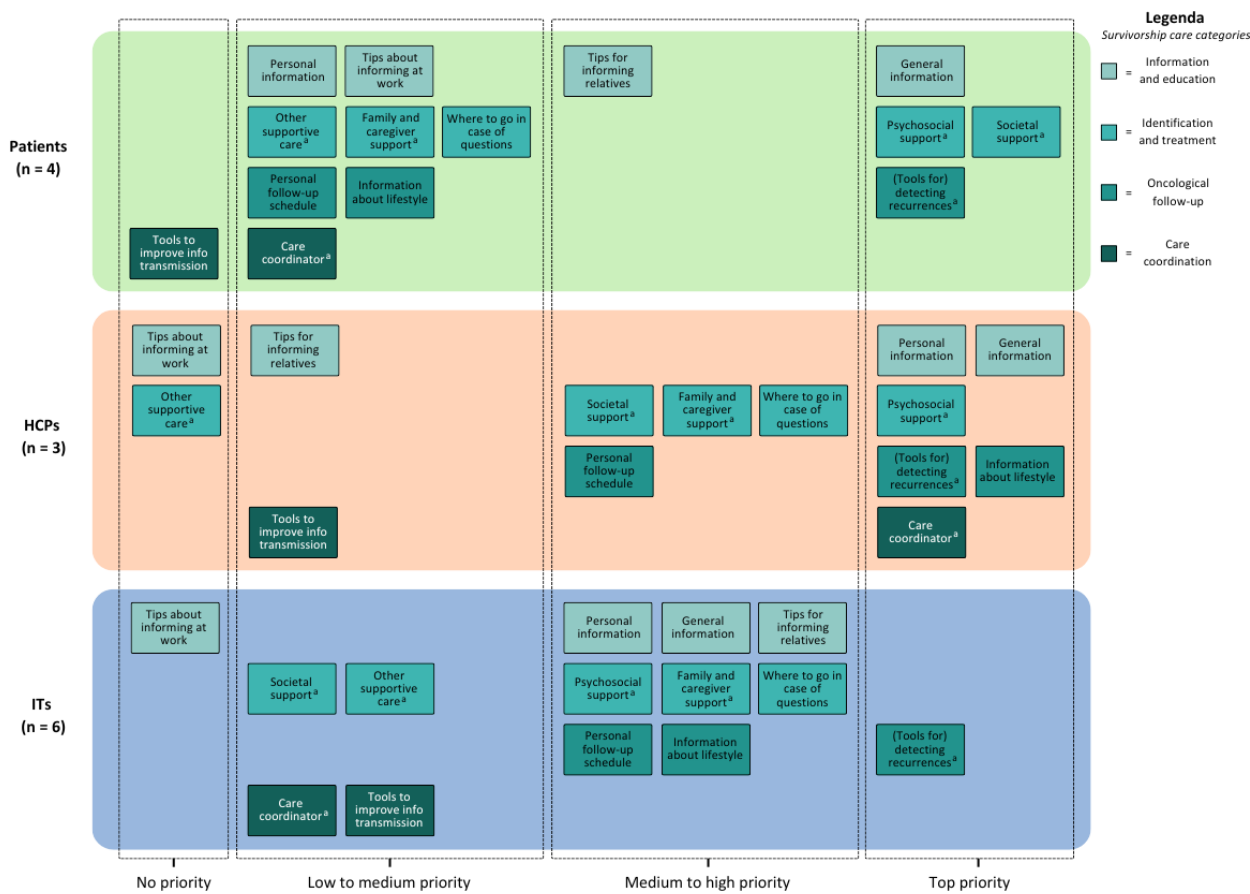 Legenda
Survivorship care categories
= Information
and education
= Identification
and treatment
= Oncological
follow-up
= Care
coordination
Patients
(n = 4)
Personal
information
Tips about
informing at
work
Tips for
informing
relatives
General
information
Other
supportive
care a
Family and
caregiver
support a
Where to go in
case of
questions
Psychosocial
support a
Societal
support a
Personal
follow-up
schedule
Information
about lifestyle
(Tools for)
detecting
recurrences a
Tools to
improve info
transmission
Care
coordinator a
HCPs
(n = 3)
Tips about
informing at
work
Tips for
informing
relatives
Personal
information
General
information
Other
supportive
care a
Societal
support a
Family and
caregiver
support a
Where to go in
case of
questions
Psychosocial
support a
Personal
follow-up
schedule
(Tools for)
detecting
recurrences a
Information
about lifestyle
Tools to
improve info
transmission
Care
coordinator a
ITs
(n = 6)
Tips about
informing at
work
Personal
information
General
information
Tips for
informing
relatives
Societal
support a
Other
supportive
care a
Psychosocial
support a
Family and
caregiver
support a
Where to go in
case of
questions
Personal
follow-up
schedule
Information
about lifestyle
(Tools for)
detecting
recurrences a
Care
coordinator a
Tools to
improve info
transmission
No priority
Low to medium priority
Medium to high priority
Top priority